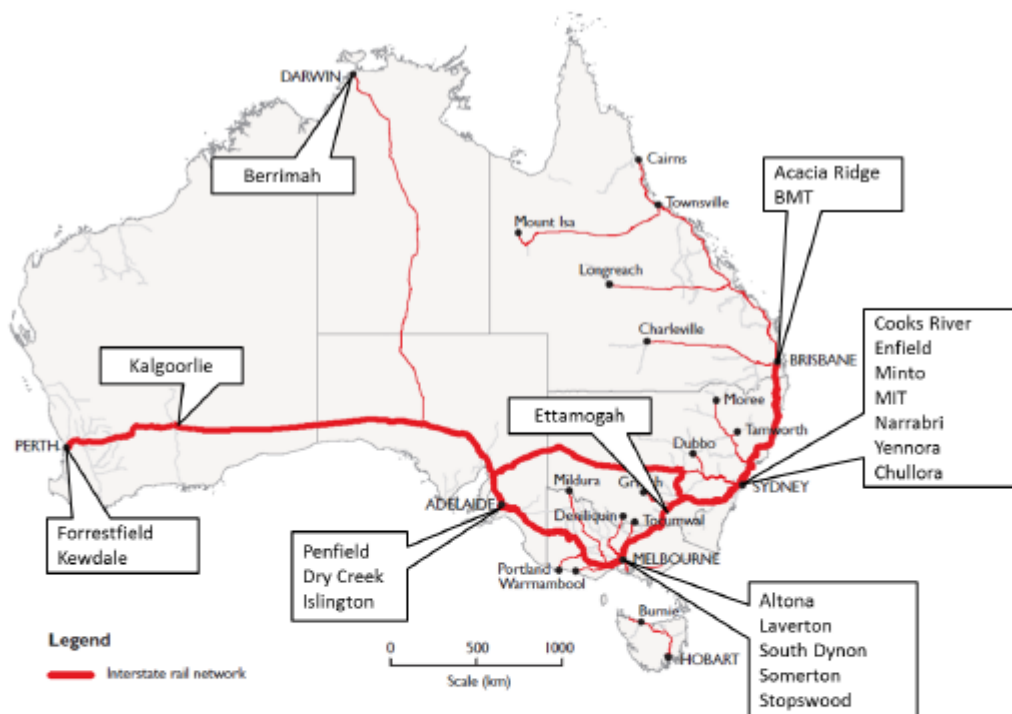 DARWIN
Berrimah
Cairns
Townsville
Mount Isa
Longreach
Charleville
Acacia Ridge
BMT
BRISBANE
Cooks River
Enfield
Minto
MIT
Narrabri
Yennora
Chullora
Kalgoorlie
Ettamogah
Moree
Tamworth
Dubbo
PERTH
SYDNEY
Mildura
ADELAIDE
Deniliquin
Tocumwal
Forrestfield
Kewdale
Penfield
Dry Creek
Islington
MELBOURNE
Portland
Warrnambool
Altona
Laverton
South Dynon
Somerton
Stopswood
Burnie
HOBART
Legend
Interstate rail network
0 500 1000
Scale (km)